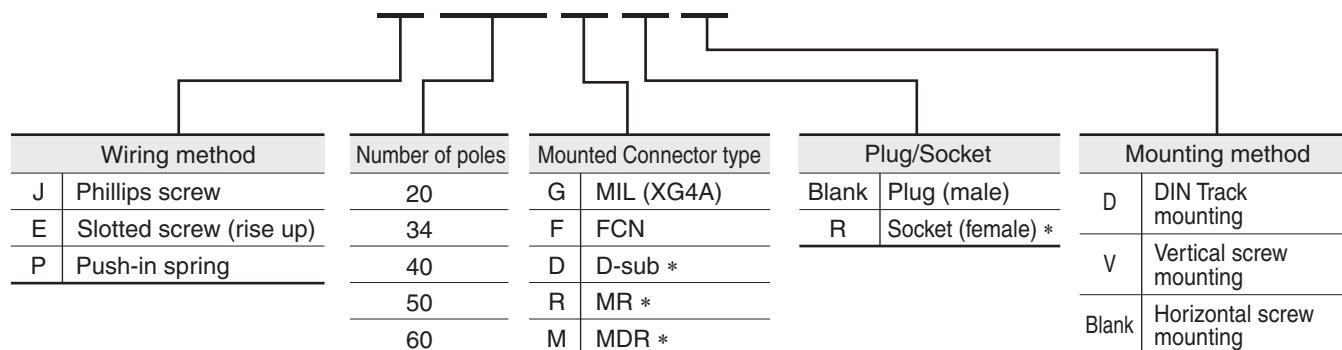 Wiring method
J Phillips screw
E Slotted screw (rise up)
P Push-in spring
Number of poles
20
34
40
50
60
Mounted Connector type
G MIL (XG4A)
F FCN
D D-sub *
R MR *
M MDR *
Plug/Socket
Blank Plug (male)
R Socket (female) *
Mounting method
D DIN Track
mounting
V Vertical screw
mounting
Blank Horizontal screw
mounting